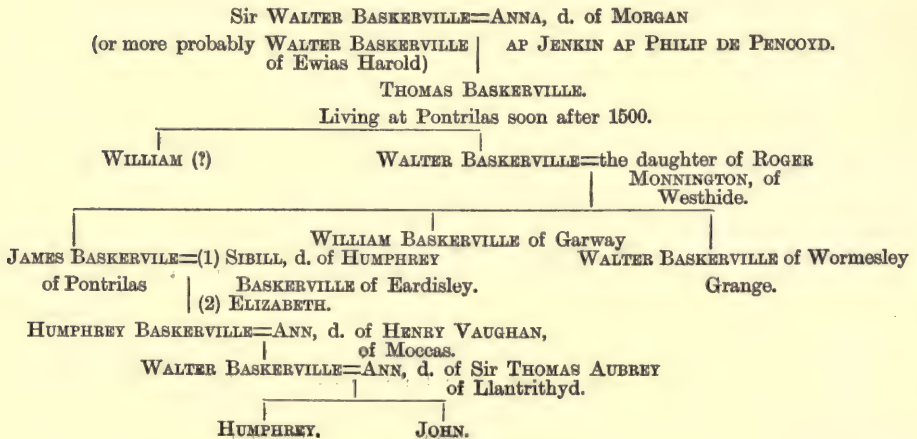 Sir WALTER BASKERVILLE=ANNA, d. of MORGAN
(or more probably WALTER BASKERVILLE AP JENKIN AP PHILIP DE PENCOYD.
of Ewias Harold)
THOMAS BASKERVILLE.
Living at Pontrilas soon after 1500.
WILLIAM (?) WALTER BASKERVILLE=the daughter of ROGER
MONNINGTON, of
Westhide.
WILLIAM BASKERVILLE of Garway
JAMES BASKERVILE=(1) SIBILL, d. of HUMPHREY WALTER BASKERVILLE of Wormesley
of Pontrilas BASKERVILLE of Eardisley. Grange.
(2) ELIZABETH.
HUMPHREY BASKERVILLE=ANN, d. of HENRY VAUGHAN,
of Moccas.
WALTER BASKERVILLE=ANN, d. of Sir THOMAS AUBREY
of Llantrithyd.
HUMPHREY. JOHN.